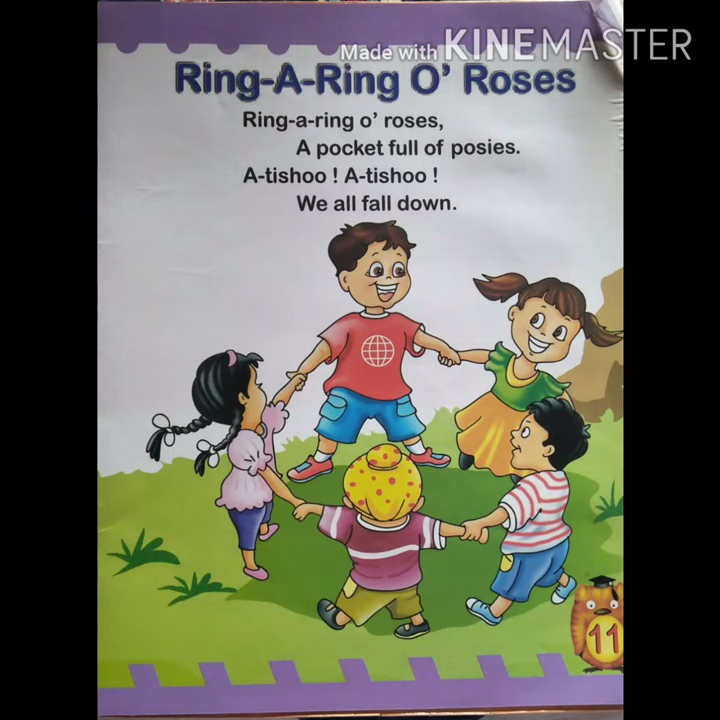 Made with KINEMASTER
Ring-A-Ring O' Roses
Ring-a-ring o' roses,
A pocket full of posies.
A-tishoo ! A-tishoo !
We all fall down.
11